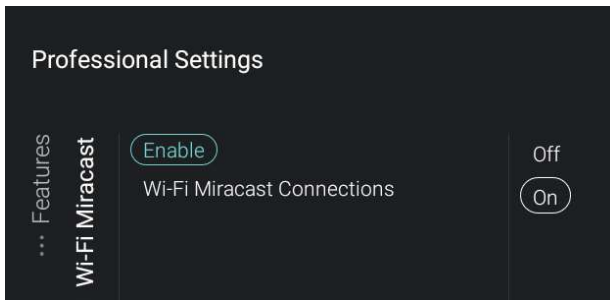 Professional Settings
... Features
Wi-Fi Miracast
Enable
Wi-Fi Miracast Connections
Off
On